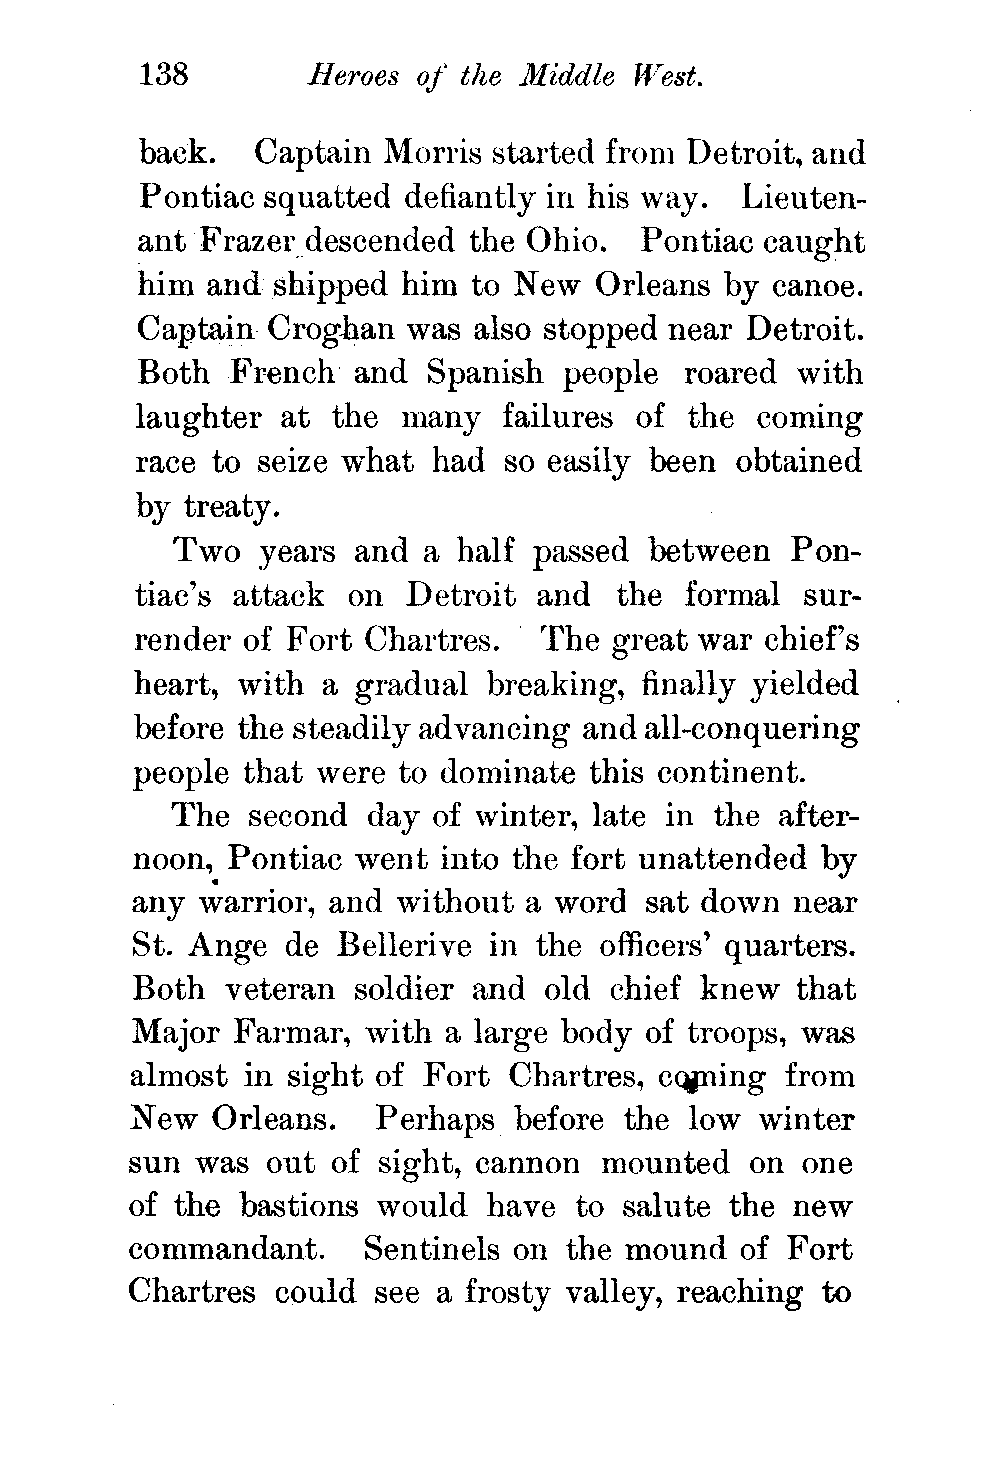 138 Heroes of the Middle West.
back. Captain Morris started from Detroit, and
Pontiac squatted defiantly in his way. Lieuten-
ant Frazer descended the Ohio. Pontiac caught
him and shipped him to New Orleans by canoe.
Captain Croghan was also stopped near Detroit.
Both French and Spanish people roared with
laughter at the many failures of the coming
race to seize what had so easily been obtained
by treaty.
Two years and a half passed between Pon-
tiac's attack on Detroit and the formal sur-
render of Fort Chartres. The great war chief's
heart, with a gradual breaking, finally yielded
before the steadily advancing and all-conquering
people that were to dominate this continent.
The second day of winter, late in the after-
noon, Pontiac went into the fort unattended by
any warrior, and without a word sat down near
St. Ange de Bellerive in the officers' quarters.
Both veteran soldier and old chief knew that
Major Farmar, with a large body of troops, was
almost in sight of Fort Chartres, coming from
New Orleans. Perhaps before the low winter
sun was out of sight, cannon mounted on one
of the bastions would have to salute the new
commandant. Sentinels on the mound of Fort
Chartres could see a frosty valley, reaching to